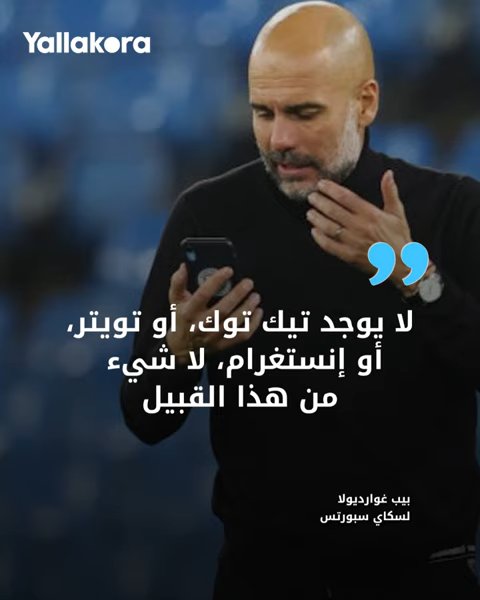 Yallakora
لا يوجد تيك توك، أو تويتر،
أو إنستغرام، لا شيء
من هذا القبيل
بيب غوارديولا
لسكاي سبورتس